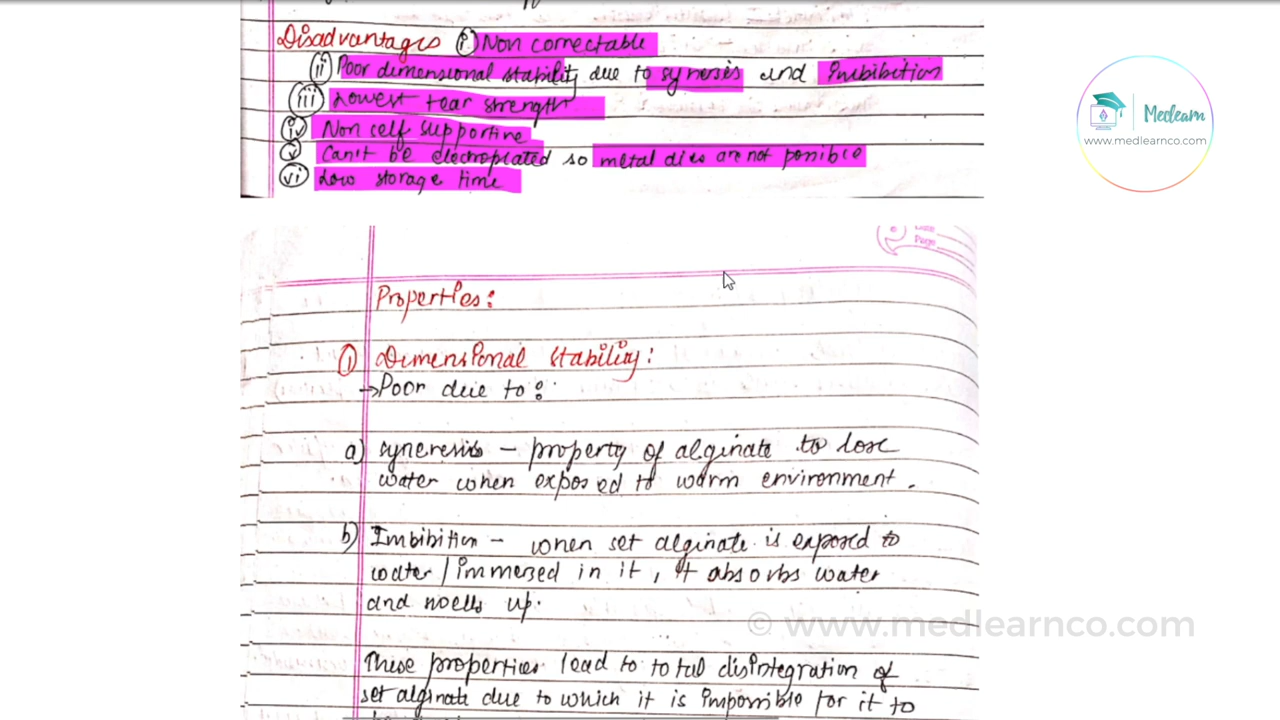 Disadvantages i) Non correctable
ii) Poor dimensional stability due to syneresis and Imbibition
iii) Lowest tear strength
iv) Non self supportive
v) Can't be electroplated so metal dies are not possible
vi) Low storage time
Medlearn
www.medlearnco.com
Page
Properties:
1) Dimensional stability:
→ Poor due to :
a) syneresis – property of alginate to lose
water when exposed to warm environment.
b) Imbibition – when set alginate is exposed to
water / immersed in it, it absorbs water
and swells up.
© www.medlearnco.com
These properties lead to total disintegration of
set alginate due to which it is impossible for it to